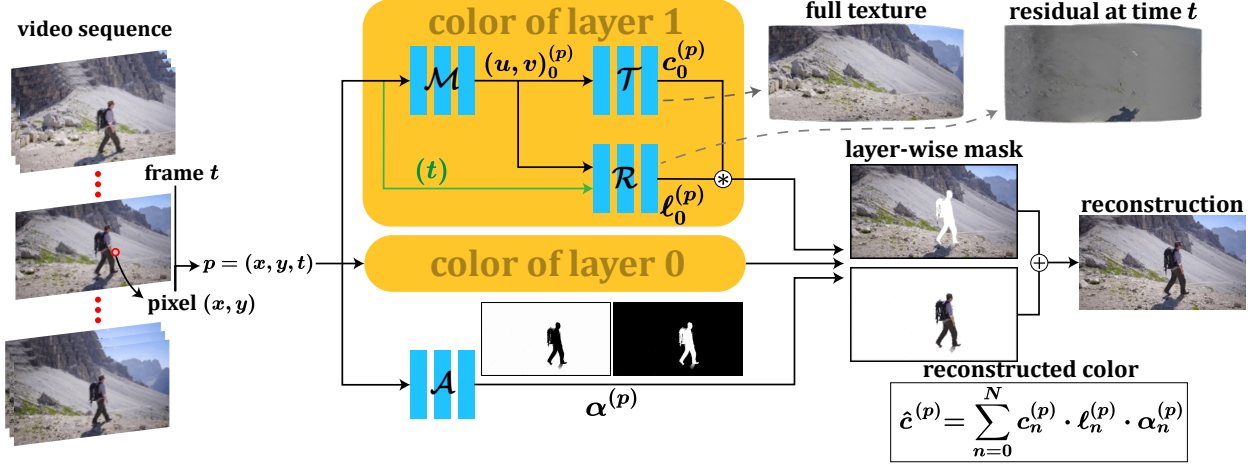 video sequence
frame t
pixel (x, y)
p = (x, y, t)
color of layer 1
M
(u, v)₀⁽ᵖ⁾
T
c₀⁽ᵖ⁾
(t)
R
ℓ₀⁽ᵖ⁾
⊛
color of layer 0
A
α⁽ᵖ⁾
full texture
residual at time t
layer-wise mask
+
reconstruction
reconstructed color
ĉ⁽ᵖ⁾ = ∑ₙ₌₀ᴺ cₙ⁽ᵖ⁾ · ℓₙ⁽ᵖ⁾ · αₙ⁽ᵖ⁾